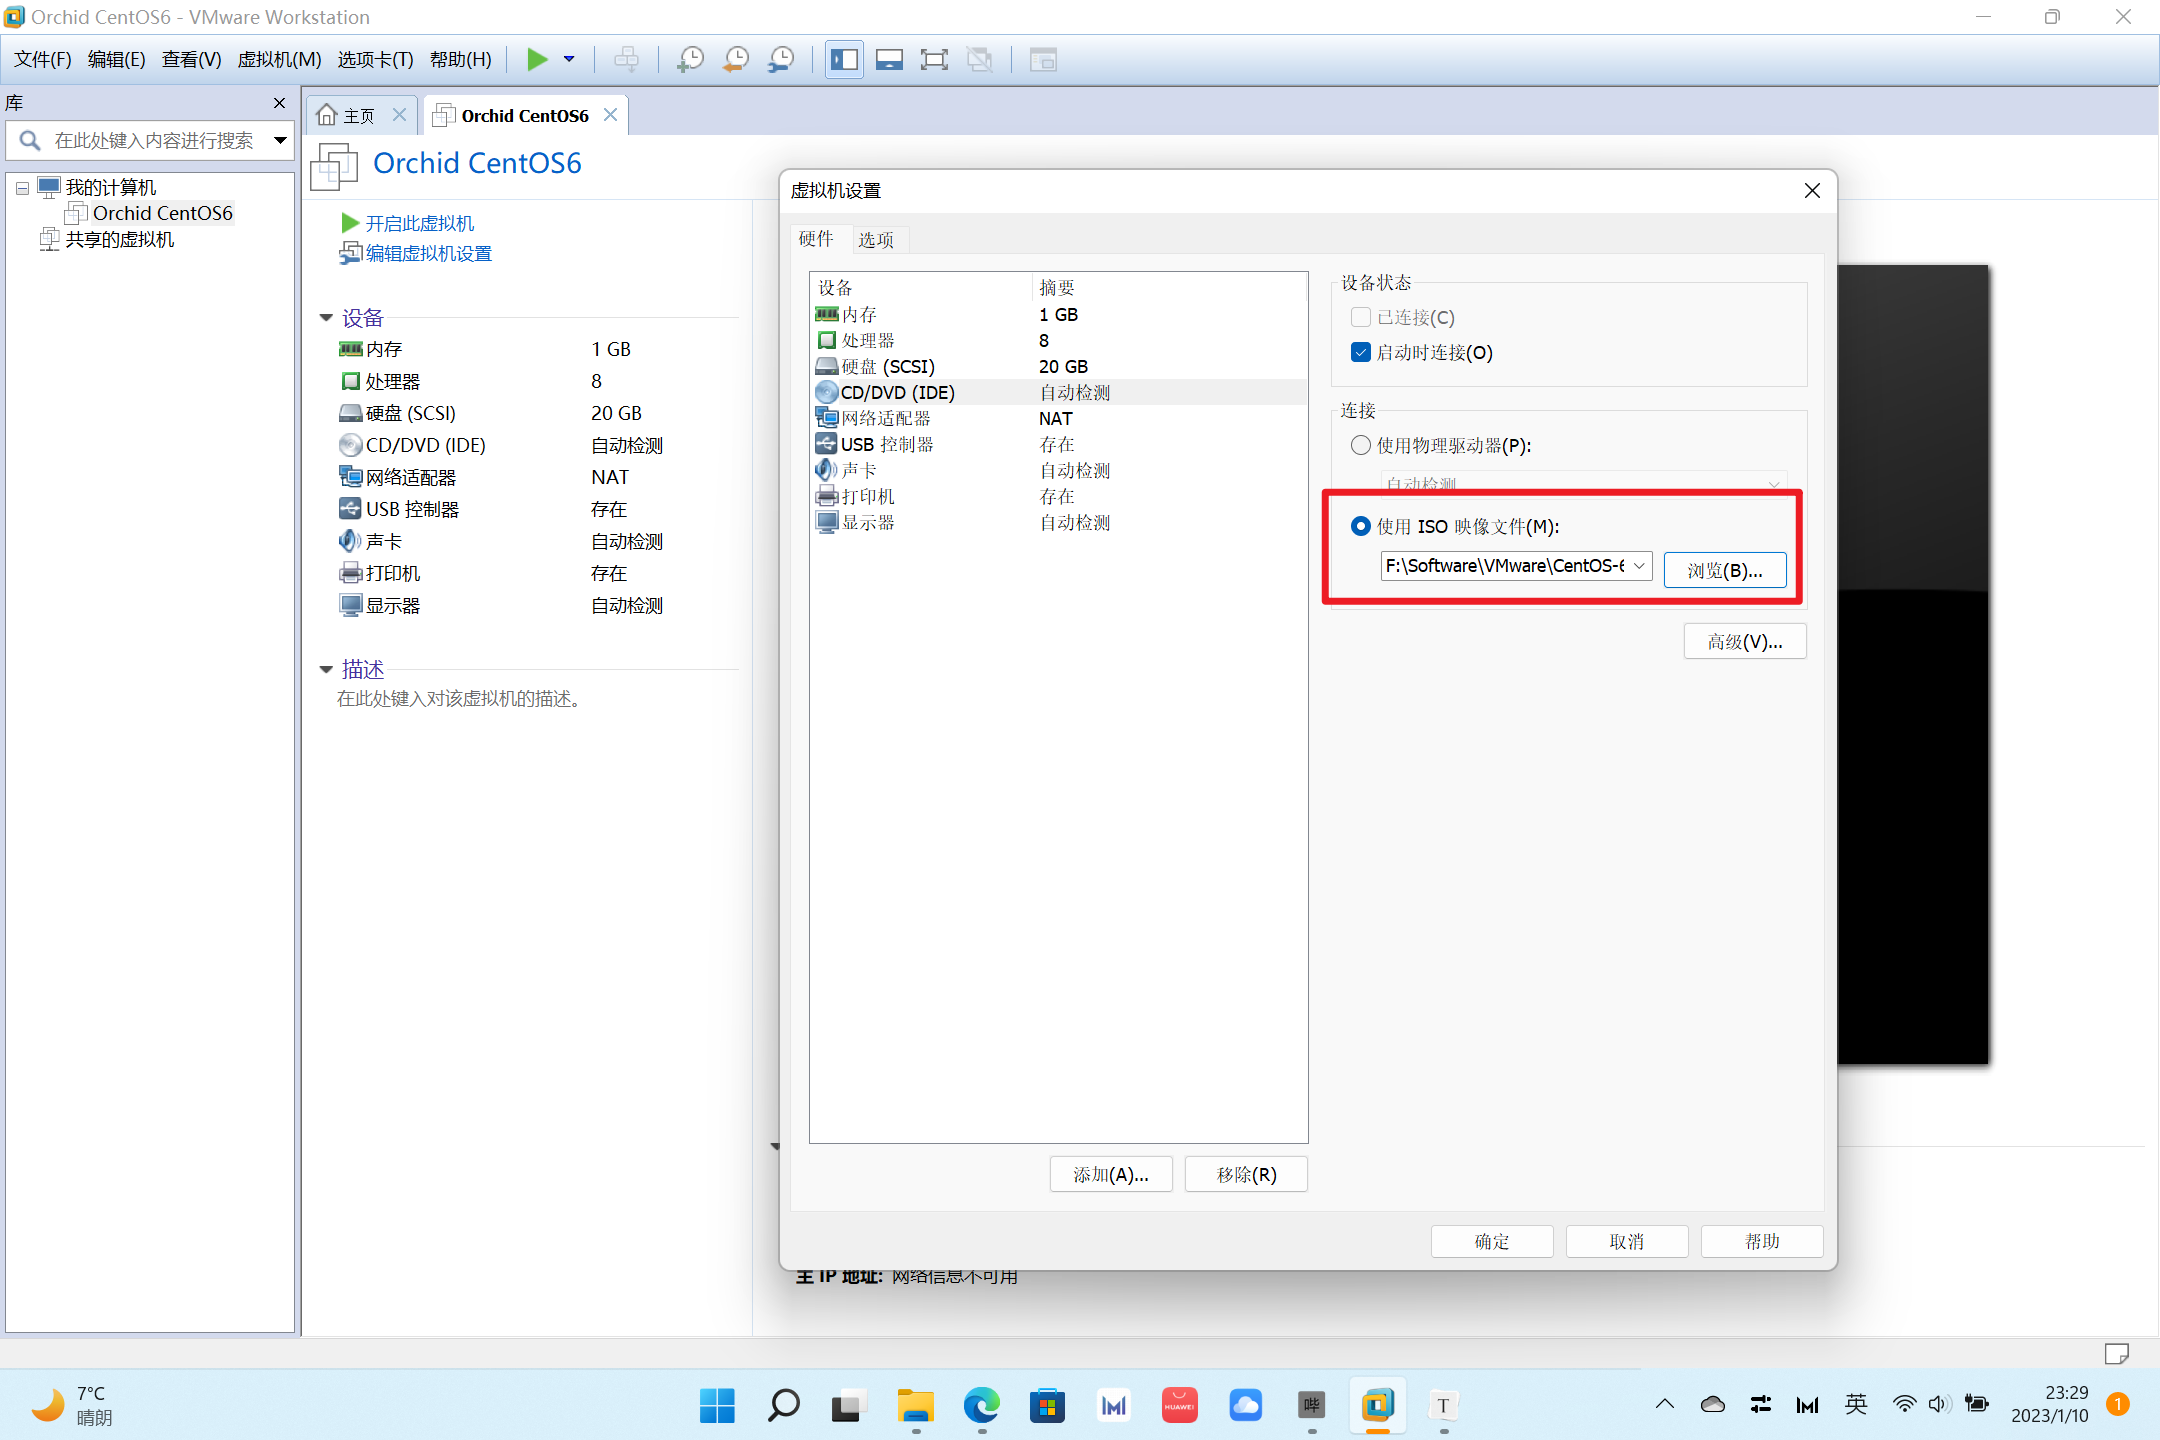 Orchid CentOS6 - VMware Workstation
文件(F) 编辑(E) 查看(V) 虚拟机(M) 选项卡(T) 帮助(H)
库
在此处键入内容进行搜索
我的计算机
Orchid CentOS6
共享的虚拟机
主页
Orchid CentOS6
Orchid CentOS6
开启此虚拟机
编辑虚拟机设置
设备
内存 1 GB
处理器 8
硬盘 (SCSI) 20 GB
CD/DVD (IDE) 自动检测
网络适配器 NAT
USB 控制器 存在
声卡 自动检测
打印机 存在
显示器 自动检测
描述
在此处键入对该虚拟机的描述。
虚拟机设置
硬件 选项
设备 摘要
内存 1 GB
处理器 8
硬盘 (SCSI) 20 GB
CD/DVD (IDE) 自动检测
网络适配器 NAT
USB 控制器 存在
声卡 自动检测
打印机 存在
显示器 自动检测
添加(A)... 移除(R)
设备状态
已连接(C)
启动时连接(O)
连接
使用物理驱动器(P):
自动检测
使用 ISO 映像文件(M):
F:\Software\VMware\CentOS-6 浏览(B)...
高级(V)...
确定 取消 帮助
主 IP 地址: 网络信息不可用
7°C
晴朗
HUAWEI
哔
T
英
23:29
2023/1/10
1